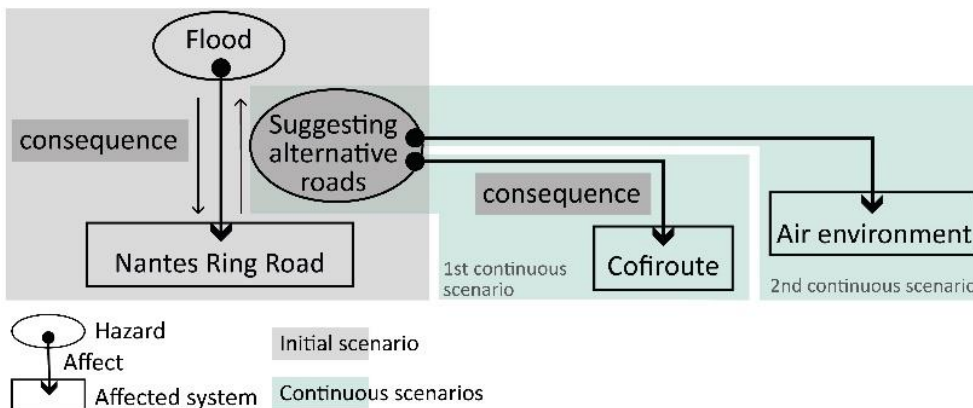 Flood
consequence
Suggesting
alternative
roads
Nantes Ring Road
consequence
Cofiroute
Air environment
1st continuous
scenario
2nd continuous scenario
Hazard
Affect
Affected system
Initial scenario
Continuous scenarios